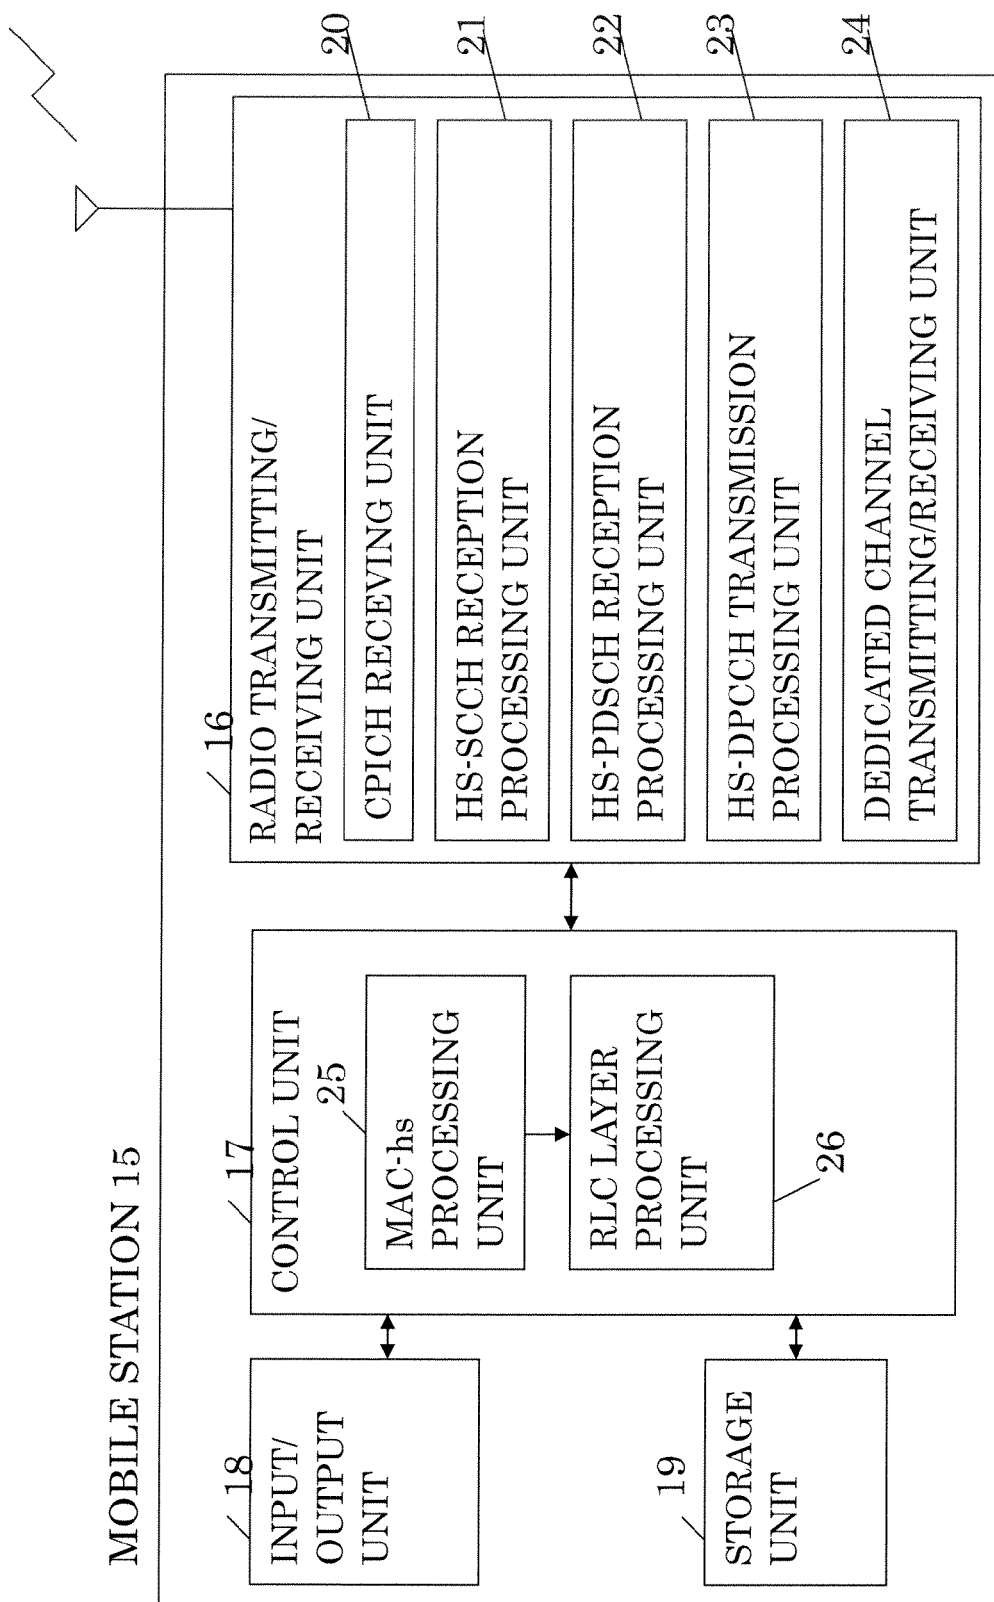 MOBILE STATION 15
18
INPUT/
OUTPUT
UNIT
19
STORAGE
UNIT
17
CONTROL UNIT
25
MAC-hs
PROCESSING
UNIT
RLC LAYER
PROCESSING
UNIT
26
16
RADIO TRANSMITTING/
RECEIVING UNIT
20
CPICH RECEVING UNIT
21
HS-SCCH RECEPTION
PROCESSING UNIT
22
HS-PDSCH RECEPTION
PROCESSING UNIT
23
HS-DPCCH TRANSMISSION
PROCESSING UNIT
24
DEDICATED CHANNEL
TRANSMITTING/RECEIVING UNIT